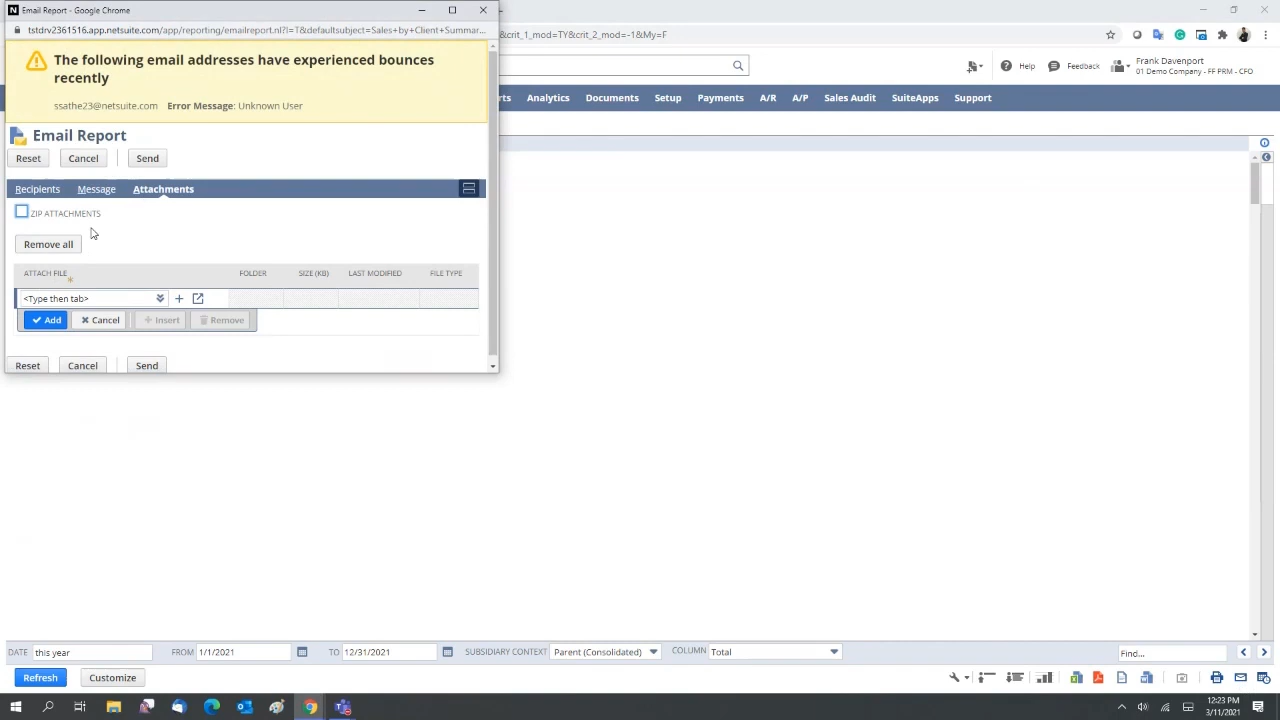 Email Report - Google Chrome
tstdrv2361516.app.netsuite.com/app/reporting/emailreport.nl?l=T&defaultsubject=Sales+by+Client+Summar...
&crit_1_mod=TY&crit_2_mod=-1&My=F
The following email addresses have experienced bounces
recently
ssathe23@netsuite.com Error Message: Unknown User
Help
Feedback
Frank Davenport
01 Demo Company - FF PRM - CFO
rts Analytics Documents Setup Payments A/R A/P Sales Audit SuiteApps Support
Email Report
Reset Cancel Send
Recipients Message Attachments
ZIP ATTACHMENTS
Remove all
ATTACH FILE * FOLDER SIZE (KB) LAST MODIFIED FILE TYPE
<Type then tab>
Add Cancel Insert Remove
Reset Cancel Send
DATE this year FROM 1/1/2021 TO 12/31/2021 SUBSIDIARY CONTEXT Parent (Consolidated) COLUMN Total Find...
Refresh Customize
12:23 PM
3/11/2021